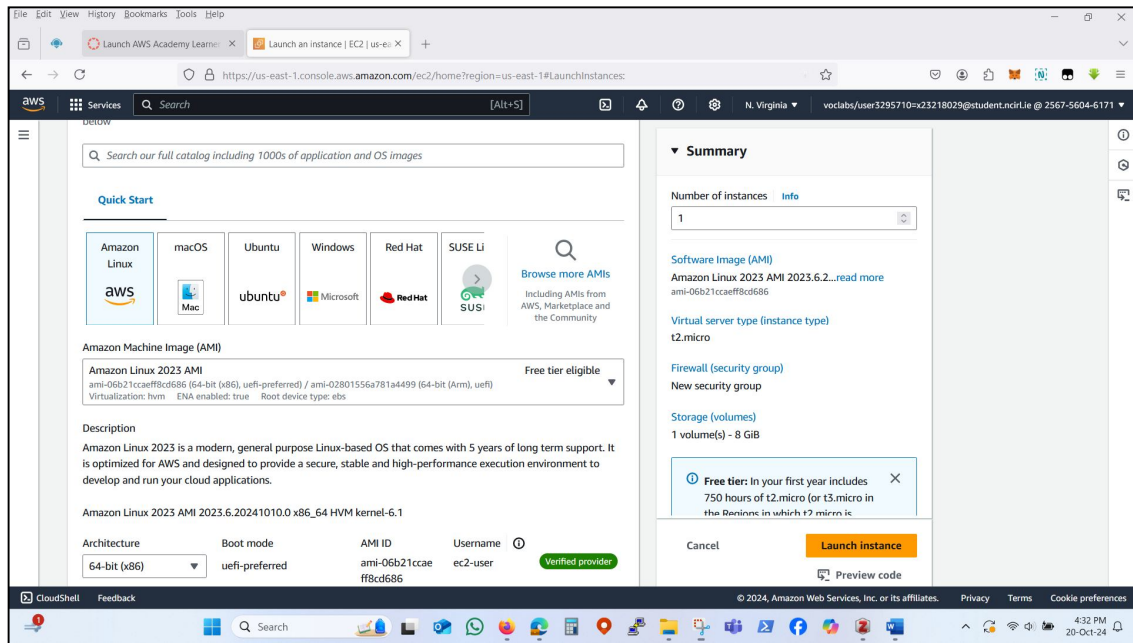 File Edit View History Bookmarks Tools Help
Launch AWS Academy Learner
Launch an instance | EC2 | us-ea
https://us-east-1.console.aws.amazon.com/ec2/home?region=us-east-1#LaunchInstances:
aws Services Search [Alt+S] N. Virginia voclabs/user3295710=x23218029@student.ncirl.ie @ 2567-5604-6171
below
Search our full catalog including 1000s of application and OS images
Quick Start
Amazon Linux
aws
macOS
Mac
Ubuntu
ubuntu
Windows
Microsoft
Red Hat
Red Hat
SUSE Li
SUS
Browse more AMIs
Including AMIs from
AWS, Marketplace and
the Community
Amazon Machine Image (AMI)
Amazon Linux 2023 AMI Free tier eligible
ami-06b21ccaeff8cd686 (64-bit (x86), uefi-preferred) / ami-02801556a781a4499 (64-bit (Arm), uefi)
Virtualization: hvm ENA enabled: true Root device type: ebs
Description
Amazon Linux 2023 is a modern, general purpose Linux-based OS that comes with 5 years of long term support. It
is optimized for AWS and designed to provide a secure, stable and high-performance execution environment to
develop and run your cloud applications.
Amazon Linux 2023 AMI 2023.6.20241010.0 x86_64 HVM kernel-6.1
Architecture Boot mode AMI ID Username
64-bit (x86) uefi-preferred ami-06b21ccae ec2-user Verified provider
ff8cd686
Summary
Number of instances Info
1
Software Image (AMI)
Amazon Linux 2023 AMI 2023.6.2...read more
ami-06b21ccaeff8cd686
Virtual server type (instance type)
t2.micro
Firewall (security group)
New security group
Storage (volumes)
1 volume(s) - 8 GiB
Free tier: In your first year includes
750 hours of t2.micro (or t3.micro in
the Regions in which t2.micro is
Cancel Launch instance
Preview code
CloudShell Feedback © 2024, Amazon Web Services, Inc. or its affiliates. Privacy Terms Cookie preferences
Search
4:32 PM
20-Oct-24